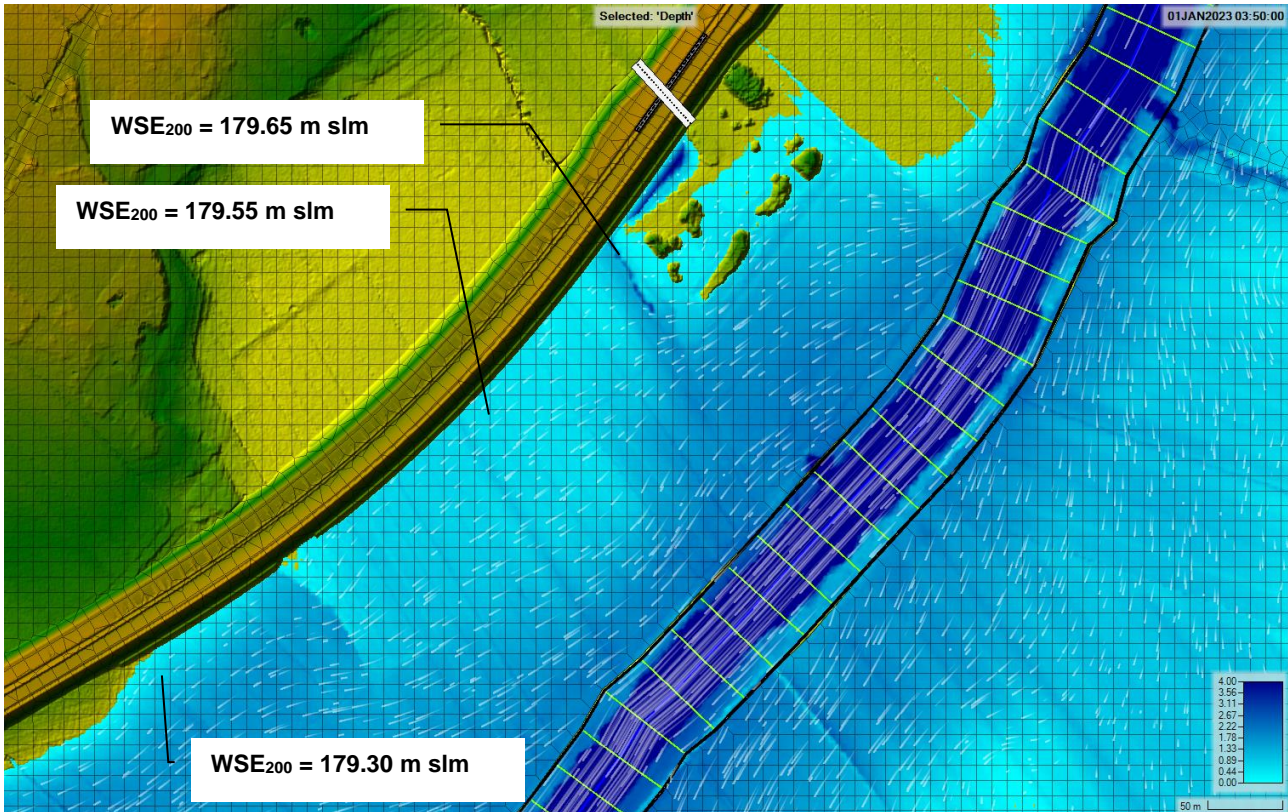 Selected: 'Depth'
01JAN2023 03:50:00
WSE200 = 179.65 m slm
WSE200 = 179.55 m slm
WSE200 = 179.30 m slm
4.00
3.56
3.11
2.67
2.22
1.78
1.33
0.89
0.44
0.00
50 m